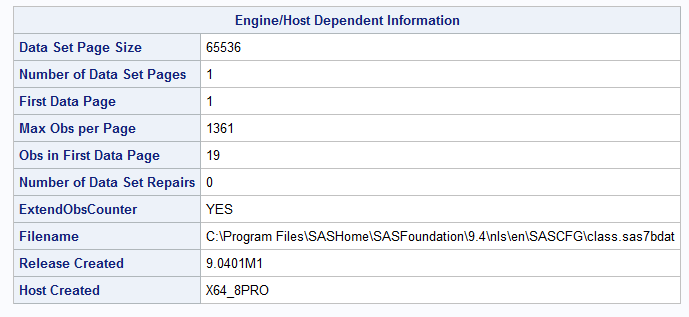 Engine/Host Dependent Information
Data Set Page Size 65536
Number of Data Set Pages 1
First Data Page 1
Max Obs per Page 1361
Obs in First Data Page 19
Number of Data Set Repairs 0
ExtendObsCounter YES
Filename C:\Program Files\SASHome\SASFoundation\9.4\nls\en\SASCFG\class.sas7bdat
Release Created 9.0401M1
Host Created X64_8PRO